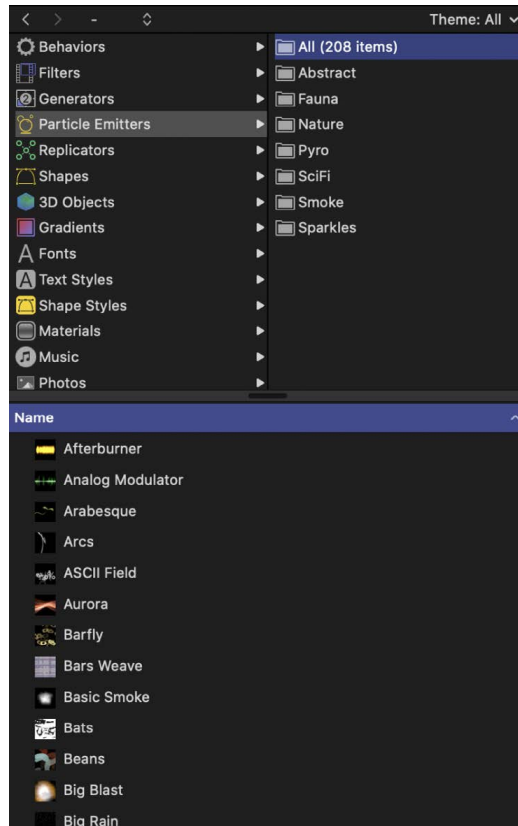 Theme: All
Behaviors
Filters
Generators
Particle Emitters
Replicators
Shapes
3D Objects
Gradients
Fonts
Text Styles
Shape Styles
Materials
Music
Photos
All (208 items)
Abstract
Fauna
Nature
Pyro
SciFi
Smoke
Sparkles
Name
Afterburner
Analog Modulator
Arabesque
Arcs
ASCII Field
Aurora
Barfly
Bars Weave
Basic Smoke
Bats
Beans
Big Blast
Big Rain